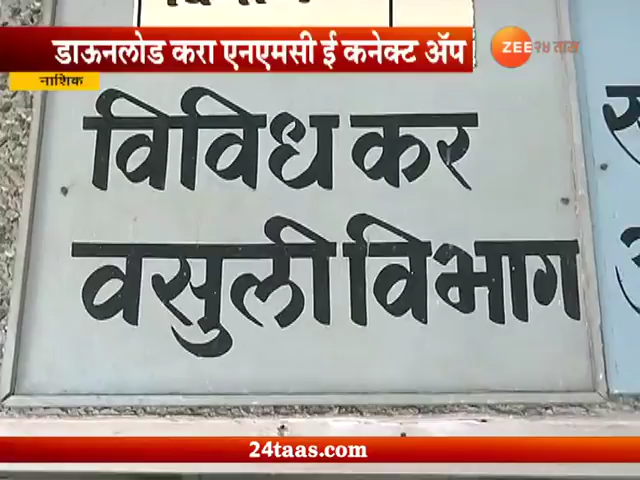 डाऊनलोड करा एनएमसी ई कनेक्ट ॲप
ZEE २४ तास
नाशिक
विविध कर
वसुली विभाग
24taas.com